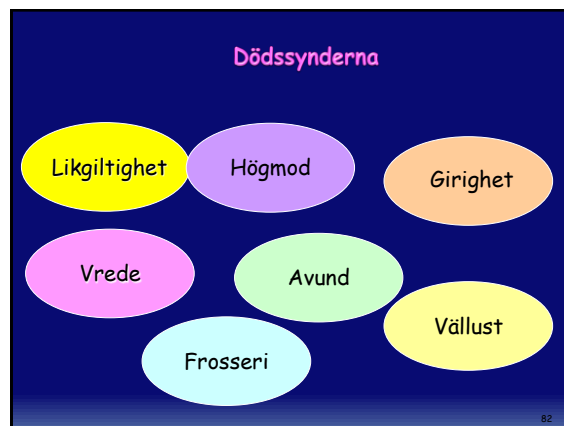 Dödssynderna
Likgiltighet
Högmod
Girighet
Vrede
Avund
Vällust
Frosseri
82